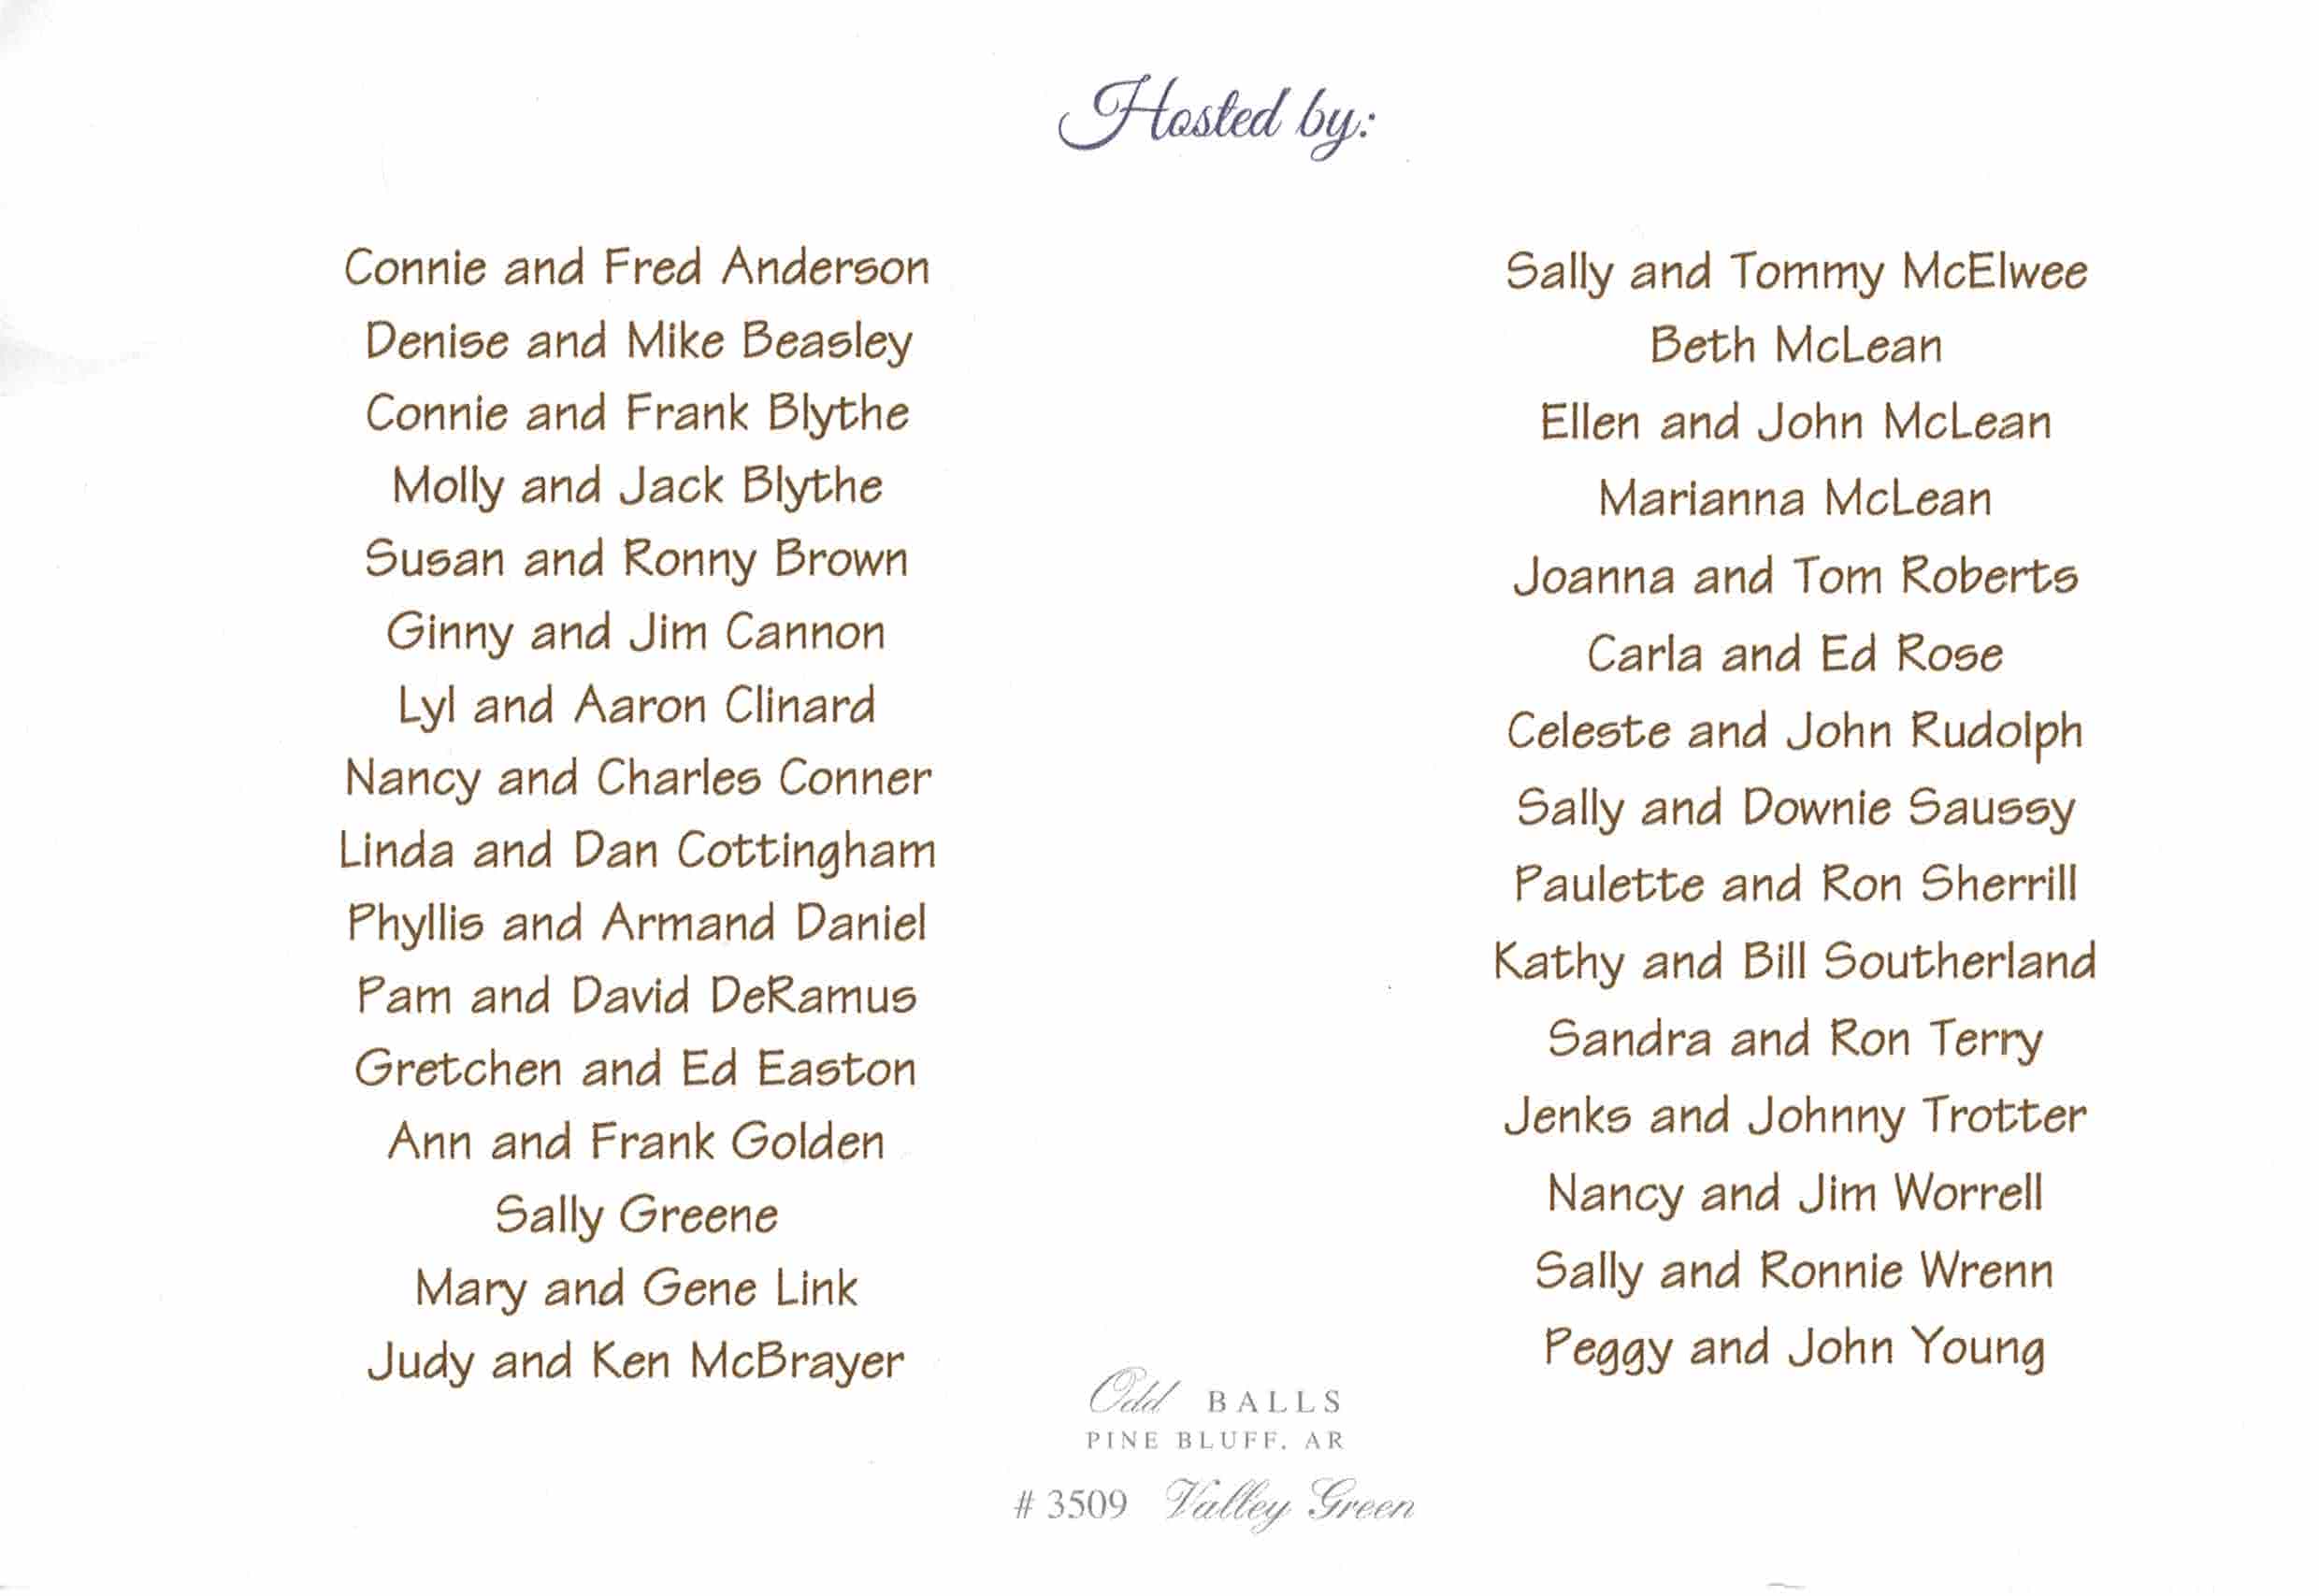 Hosted by:
Connie and Fred Anderson
Denise and Mike Beasley
Connie and Frank Blythe
Molly and Jack Blythe
Susan and Ronny Brown
Ginny and Jim Cannon
Lyl and Aaron Clinard
Nancy and Charles Conner
Linda and Dan Cottingham
Phyllis and Armand Daniel
Pam and David DeRamus
Gretchen and Ed Easton
Ann and Frank Golden
Sally Greene
Mary and Gene Link
Judy and Ken McBrayer
Sally and Tommy McElwee
Beth McLean
Ellen and John McLean
Marianna McLean
Joanna and Tom Roberts
Carla and Ed Rose
Celeste and John Rudolph
Sally and Downie Saussy
Paulette and Ron Sherrill
Kathy and Bill Southerland
Sandra and Ron Terry
Jenks and Johnny Trotter
Nancy and Jim Worrell
Sally and Ronnie Wrenn
Peggy and John Young
Odd BALLS
PINE BLUFF, AR
# 3509 Valley Green